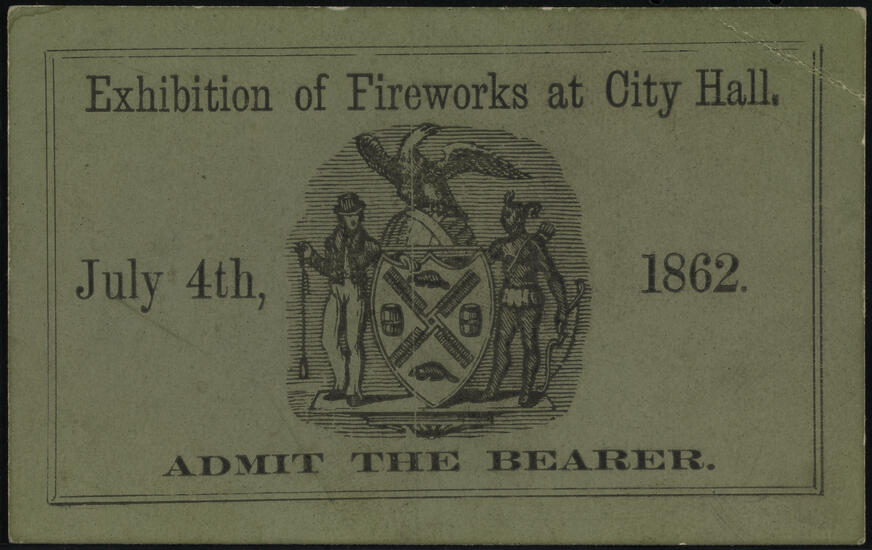 Exhibition of Fireworks at City Hall.
July 4th, 1862.
ADMIT THE BEARER.